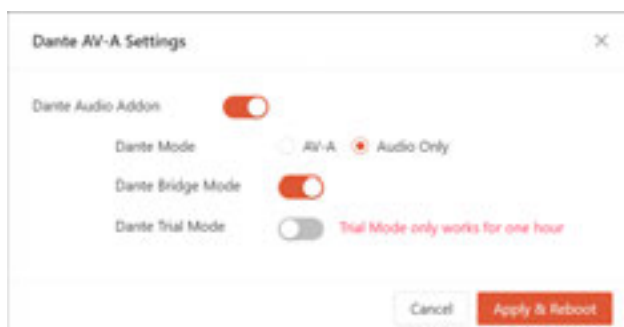 Dante AV-A Settings
Dante Audio Addon
Dante Mode AV-A Audio Only
Dante Bridge Mode
Dante Trial Mode Trial Mode only works for one hour
Cancel Apply & Reboot